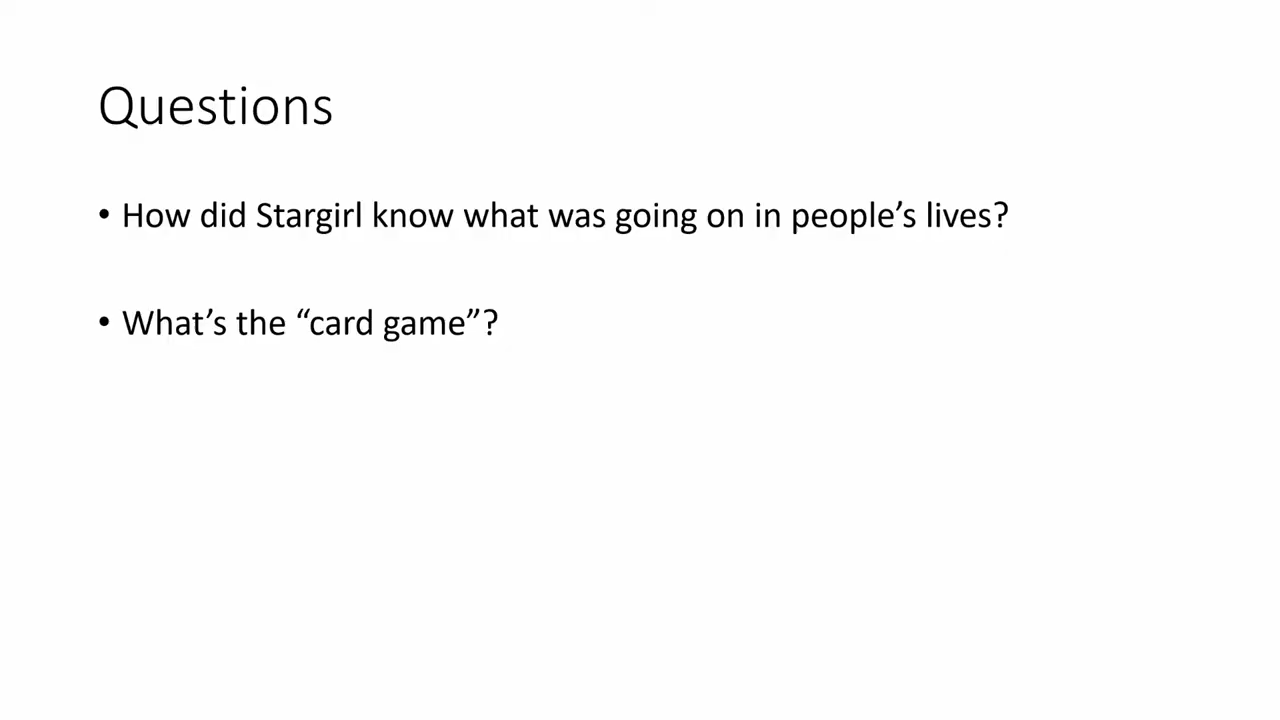 Questions
• How did Stargirl know what was going on in people’s lives?
• What’s the “card game”?